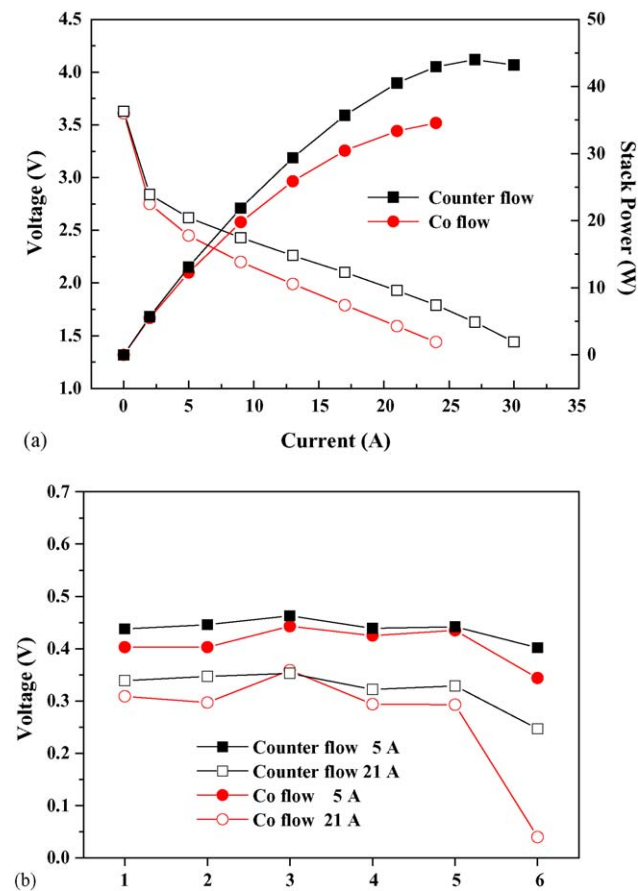 50
4.5
4.0
40
3.5
30
3.0
Counter flow
Co flow
20
2.5
10
2.0
1.5
0
1.0
0 5 10 15 20 25 30 35
Voltage (V)
Stack Power (W)
(a) Current (A)
0.7
0.6
0.5
0.4
0.3
0.2
0.1
0.0
Voltage (V)
Counter flow 5 A
Counter flow 21 A
Co flow 5 A
Co flow 21 A
1 2 3 4 5 6
(b)